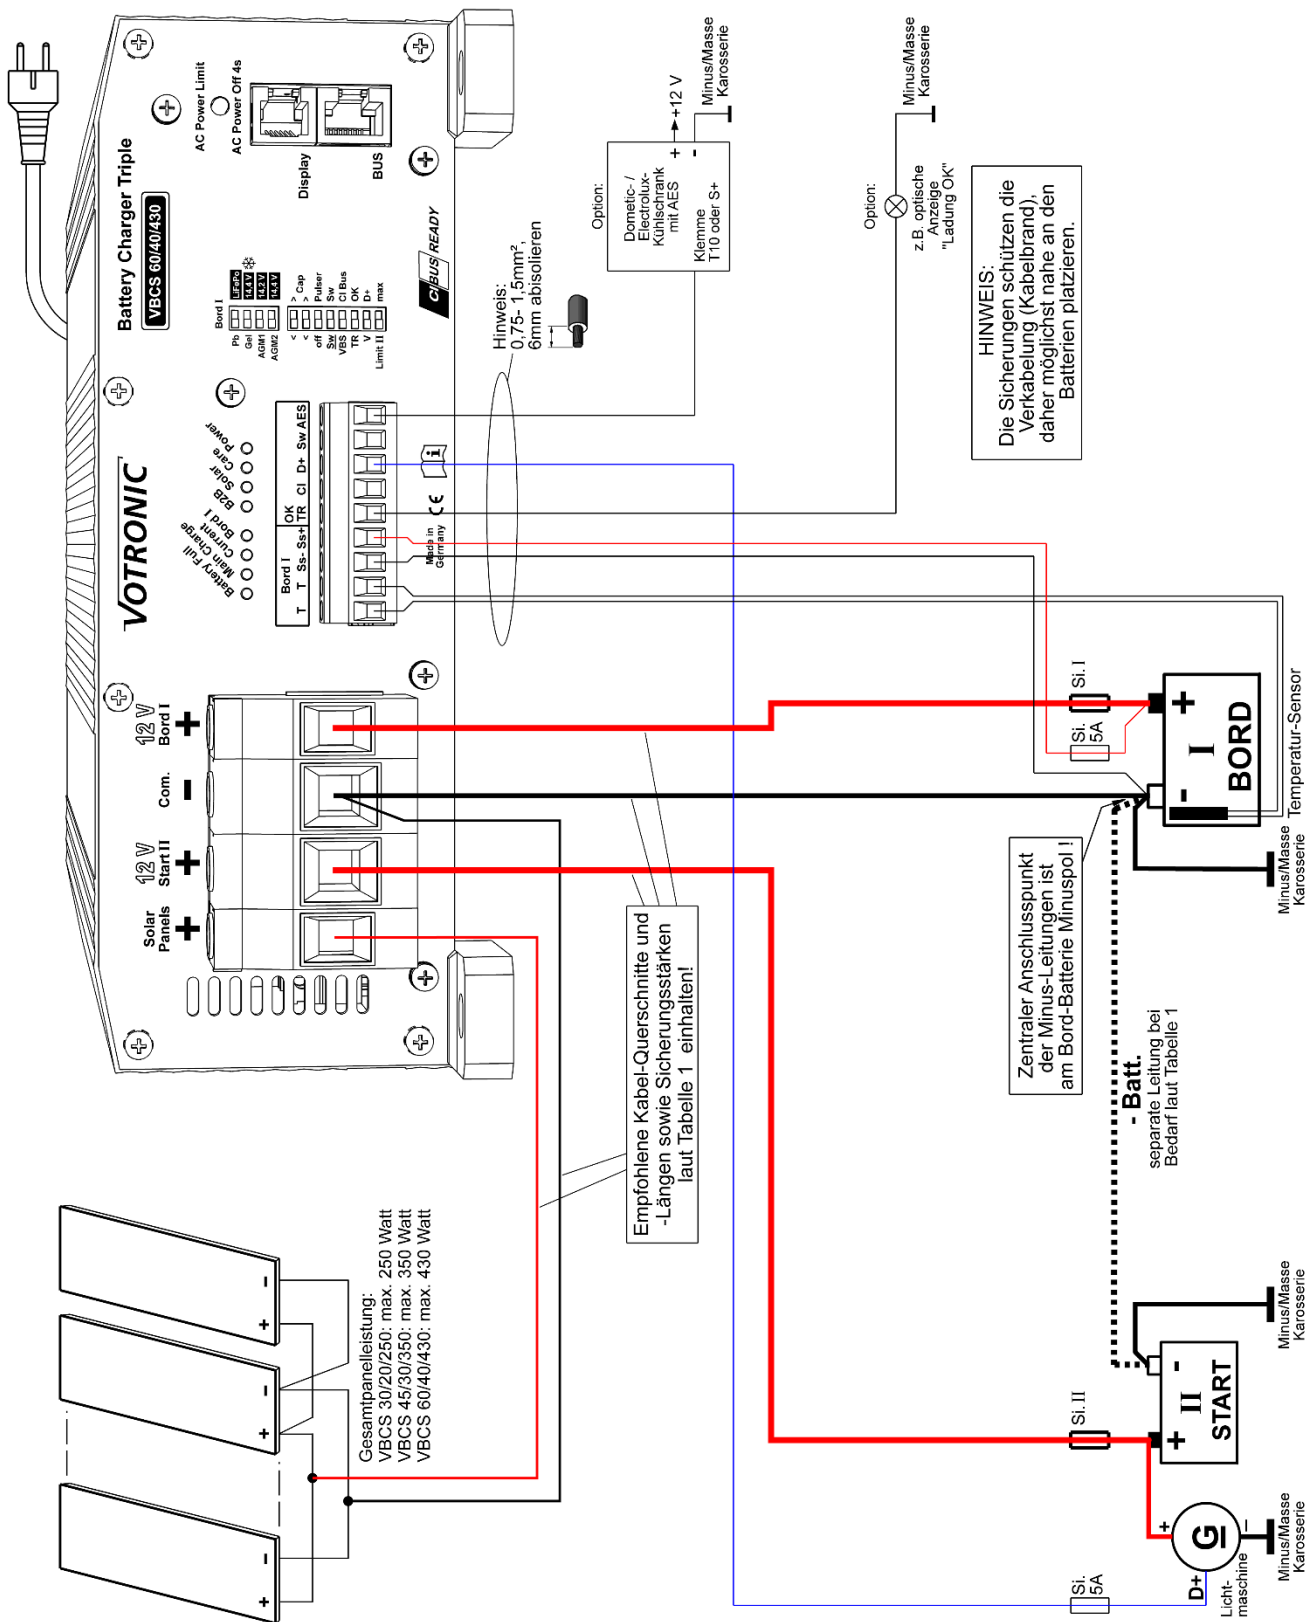 AC Power Limit
AC Power Off 4s
Display
BUS
Battery Charger Triple
VBCS 60/40/430
CI BUS READY
Bord I
Pb LiFePo
Gel 14,4 V
AGM1 14,2 V
AGM2 14,4 V
< > Cap
< > 
off Pulser
Sw Sw
VBS CI Bus
TR OK
V D+
Limit II max
VOTRONIC
Power
Care
Solar
B2B
Bord I
Current
Main Charge
Battery Full
Bord I
OK
T T Ss- Ss+ TR CI D+ Sw AES
Made in
Germany
CE
i
Hinweis:
0,75- 1,5mm²,
6mm abisolieren
12 V
Bord I
+
Com.
-
12 V
Start II
+
Solar
Panels
+
Option:
Dometic-/
Electrolux-
Kühlschrank
mit AES
Klemme
T10 oder S+
+
-
+12 V
Minus/Masse
Karosserie
Option:
z.B. optische
Anzeige
"Ladung OK"
Minus/Masse
Karosserie
HINWEIS:
Die Sicherungen schützen die
Verkabelung (Kabelbrand),
daher möglichst nahe an den
Batterien platzieren.
Empfohlene Kabel-Querschnitte und
-Längen sowie Sicherungsstärken
laut Tabelle 1 einhalten!
Gesamtpanelleistung:
VBCS 30/20/250: max. 250 Watt
VBCS 45/30/350: max. 350 Watt
VBCS 60/40/430: max. 430 Watt
+ -
+ -
+ -
Si. I
Si.
5A
- +
I
BORD
Temperatur-Sensor
Minus/Masse
Karosserie
Zentraler Anschlusspunkt
der Minus-Leitungen ist
am Bord-Batterie Minuspol !
- Batt.
separate Leitung bei
Bedarf laut Tabelle 1
Minus/Masse
Karosserie
Si. II
+ -
II
START
Si.
5A
D+
+
G
-
Licht-
maschine
Minus/Masse
Karosserie